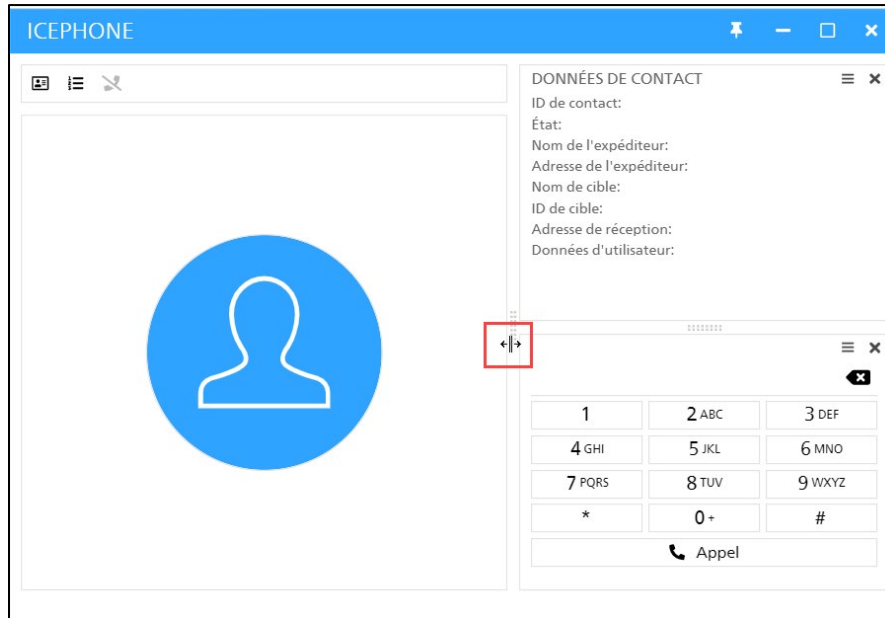 ICEPHONE
DONNÉES DE CONTACT
ID de contact:
État:
Nom de l'expéditeur:
Adresse de l'expéditeur:
Nom de cible:
ID de cible:
Adresse de réception:
Données d'utilisateur:
1 2 ABC 3 DEF
4 GHI 5 JKL 6 MNO
7 PQRS 8 TUV 9 WXYZ
* 0 + #
Appel